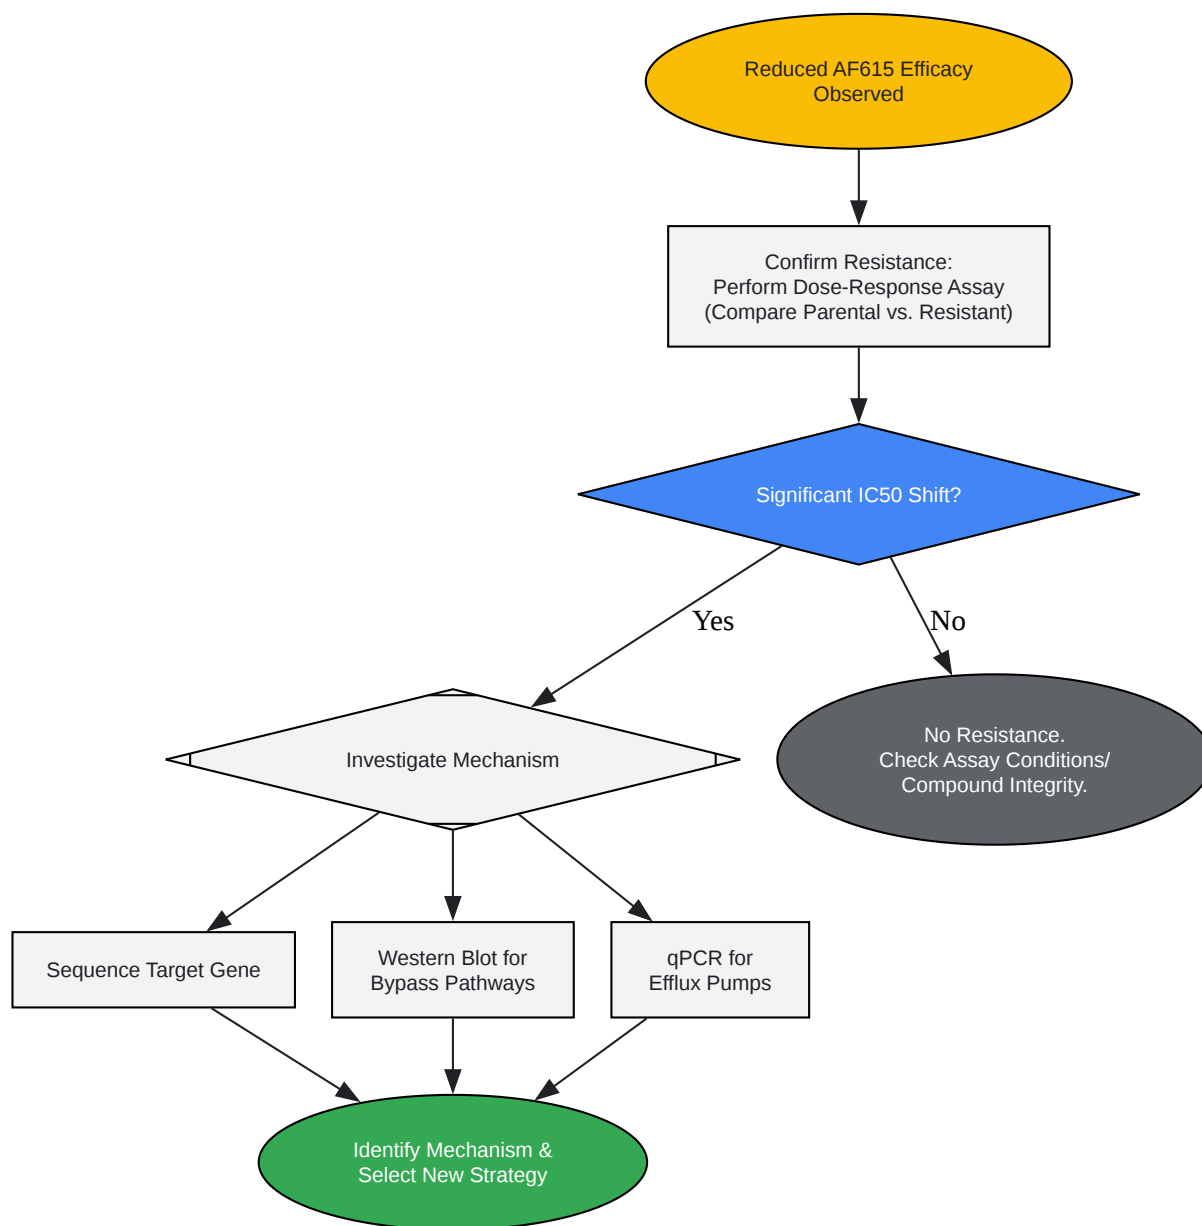 Reduced AF615 Efficacy
Observed
Confirm Resistance:
Perform Dose-Response Assay
(Compare Parental vs. Resistant)
Significant IC50 Shift?
Yes
No
Investigate Mechanism
No Resistance.
Check Assay Conditions/
Compound Integrity.
Sequence Target Gene
Western Blot for
Bypass Pathways
qPCR for
Efflux Pumps
Identify Mechanism &
Select New Strategy